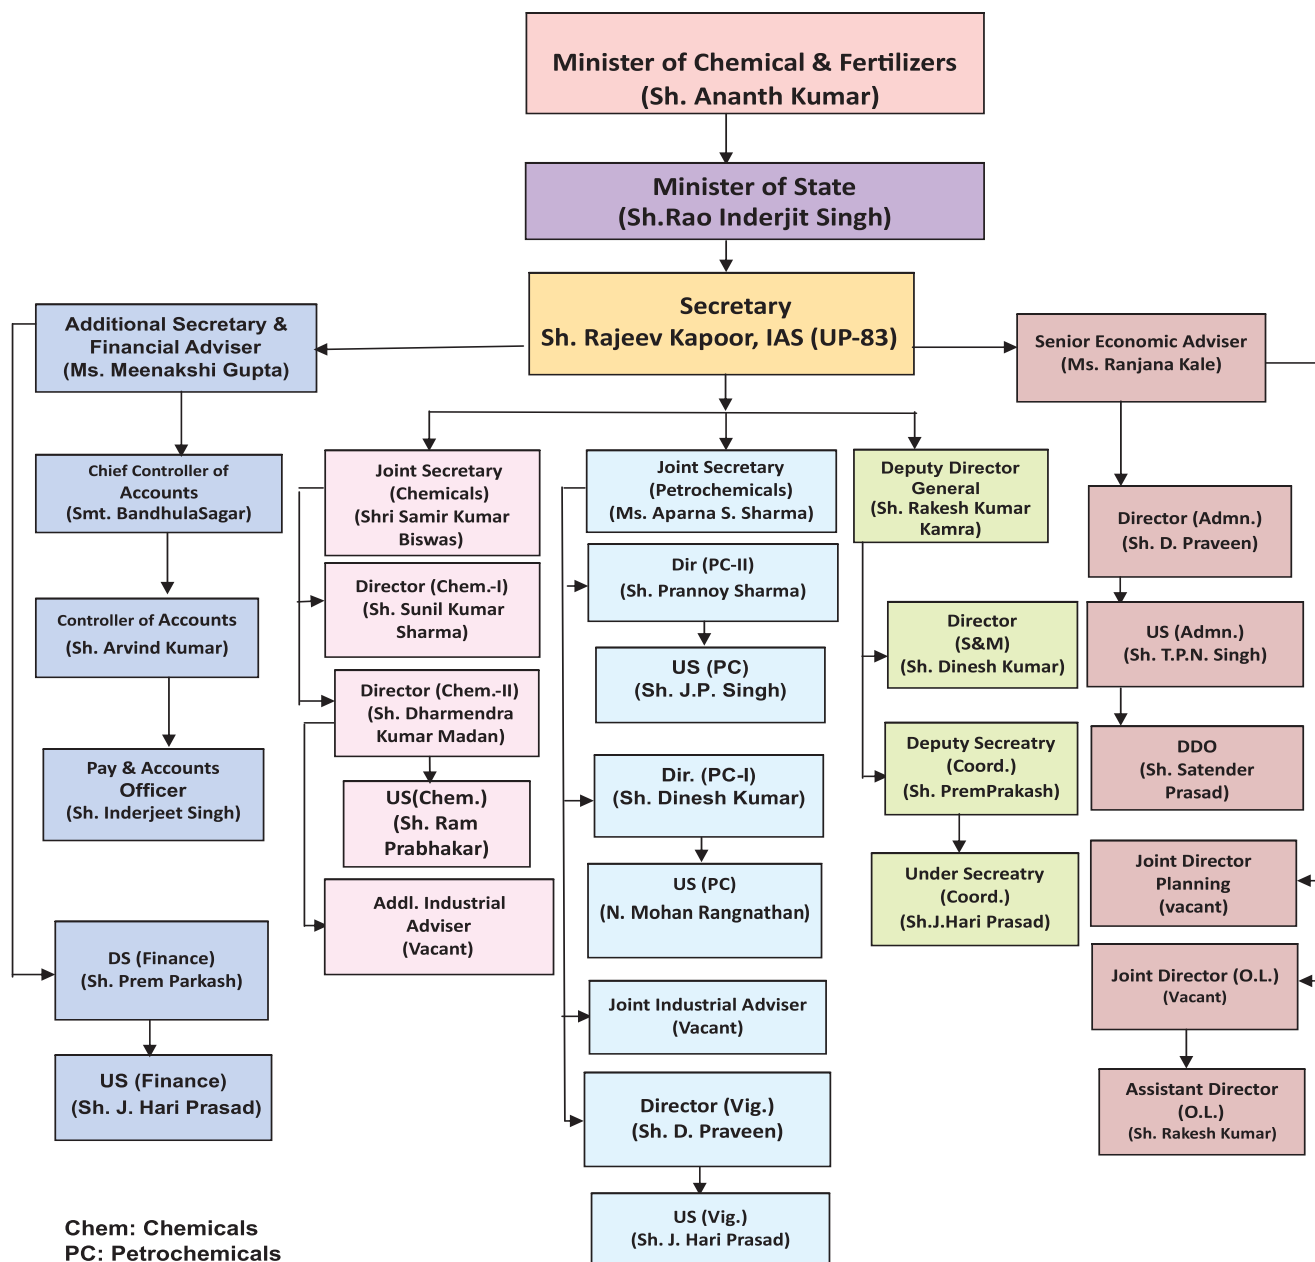 Minister of Chemical & Fertilizers
(Sh. Ananth Kumar)
Minister of State
(Sh.Rao Inderjit Singh)
Secretary
Sh. Rajeev Kapoor, IAS (UP-83)
Additional Secretary &
Financial Adviser
(Ms. Meenakshi Gupta)
Chief Controller of
Accounts
(Smt. BandhulaSagar)
Controller of Accounts
(Sh. Arvind Kumar)
Pay & Accounts
Officer
(Sh. Inderjeet Singh)
DS (Finance)
(Sh. Prem Parkash)
US (Finance)
(Sh. J. Hari Prasad)
Joint Secretary
(Chemicals)
(Shri Samir Kumar
Biswas)
Director (Chem.-I)
(Sh. Sunil Kumar
Sharma)
Director (Chem.-II)
(Sh. Dharmendra
Kumar Madan)
US(Chem.)
(Sh. Ram
Prabhakar)
Addl. Industrial
Adviser
(Vacant)
Joint Secretary
(Petrochemicals)
(Ms. Aparna S. Sharma)
Dir (PC-II)
(Sh. Prannoy Sharma)
US (PC)
(Sh. J.P. Singh)
Dir. (PC-I)
(Sh. Dinesh Kumar)
US (PC)
(N. Mohan Rangnathan)
Joint Industrial Adviser
(Vacant)
Director (Vig.)
(Sh. D. Praveen)
US (Vig.)
(Sh. J. Hari Prasad)
Deputy Director
General
(Sh. Rakesh Kumar
Kamra)
Director
(S&M)
(Sh. Dinesh Kumar)
Deputy Secreatry
(Coord.)
(Sh. PremPrakash)
Under Secreatry
(Coord.)
(Sh.J.Hari Prasad)
Senior Economic Adviser
(Ms. Ranjana Kale)
Director (Admn.)
(Sh. D. Praveen)
US (Admn.)
(Sh. T.P.N. Singh)
DDO
(Sh. Satender
Prasad)
Joint Director
Planning
(vacant)
Joint Director (O.L.)
(Vacant)
Assistant Director
(O.L.)
(Sh. Rakesh Kumar)
Chem: Chemicals
PC: Petrochemicals